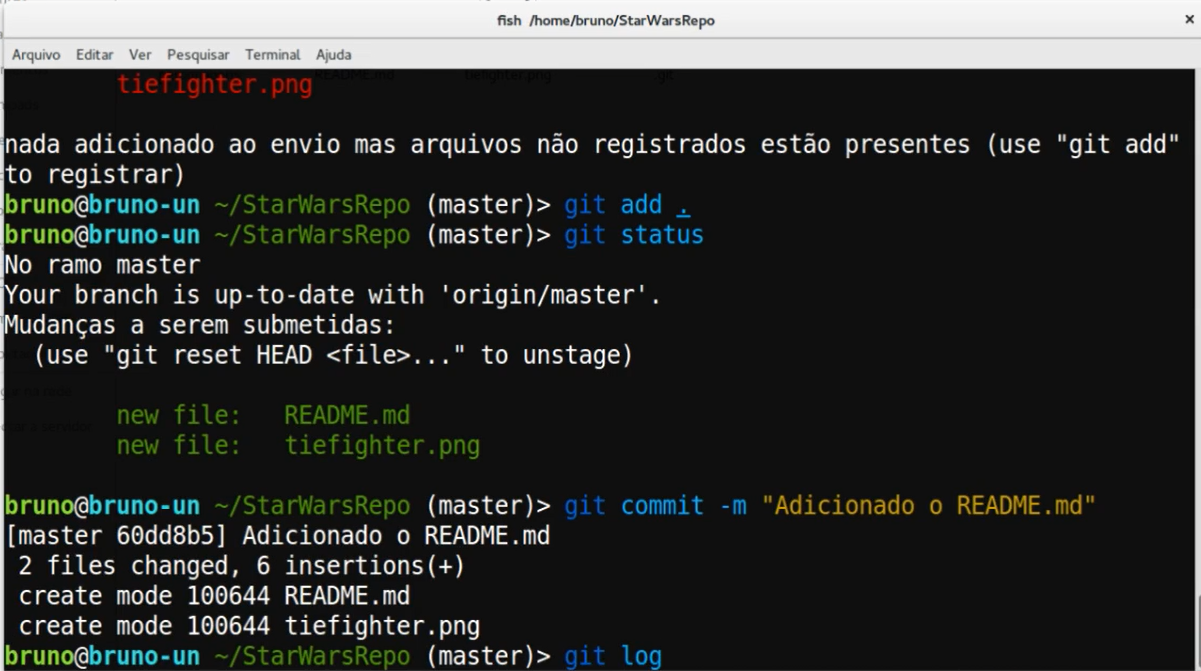 fish /home/bruno/StarWarsRepo
Arquivo Editar Ver Pesquisar Terminal Ajuda
README.md tiefighter.png .git
tiefighter.png
nada adicionado ao envio mas arquivos não registrados estão presentes (use "git add"
to registrar)
bruno@bruno-un ~/StarWarsRepo (master)> git add .
bruno@bruno-un ~/StarWarsRepo (master)> git status
No ramo master
Your branch is up-to-date with 'origin/master'.
Mudanças a serem submetidas:
(use "git reset HEAD <file>..." to unstage)
new file: README.md
new file: tiefighter.png
bruno@bruno-un ~/StarWarsRepo (master)> git commit -m "Adicionado o README.md"
[master 60dd8b5] Adicionado o README.md
2 files changed, 6 insertions(+)
create mode 100644 README.md
create mode 100644 tiefighter.png
bruno@bruno-un ~/StarWarsRepo (master)> git log